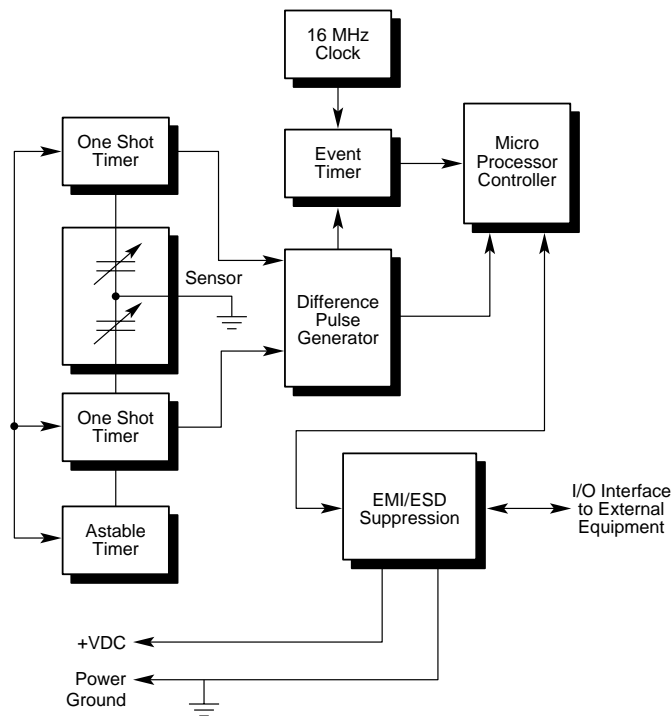 16 MHz
Clock
One Shot
Timer
Event
Timer
Micro
Processor
Controller
Sensor
Difference
Pulse
Generator
One Shot
Timer
EMI/ESD
Suppression
I/O Interface
to External
Equipment
Astable
Timer
+VDC
Power
Ground